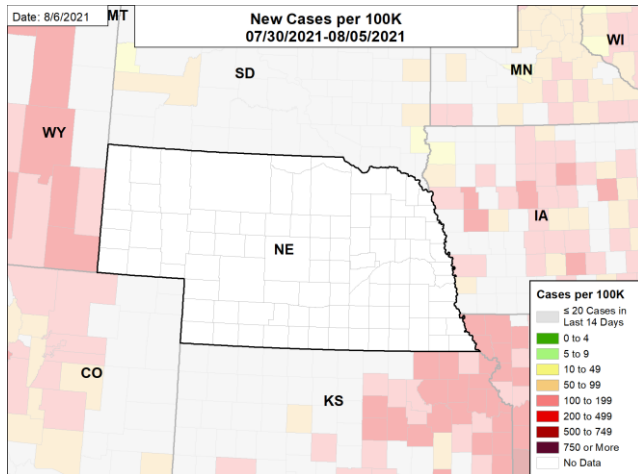 Date: 8/6/2021
MT
New Cases per 100K
07/30/2021-08/05/2021
WI
SD
MN
WY
IA
NE
CO
KS
Cases per 100K
≤ 20 Cases in
Last 14 Days
0 to 4
5 to 9
10 to 49
50 to 99
100 to 199
200 to 499
500 to 749
750 or More
No Data